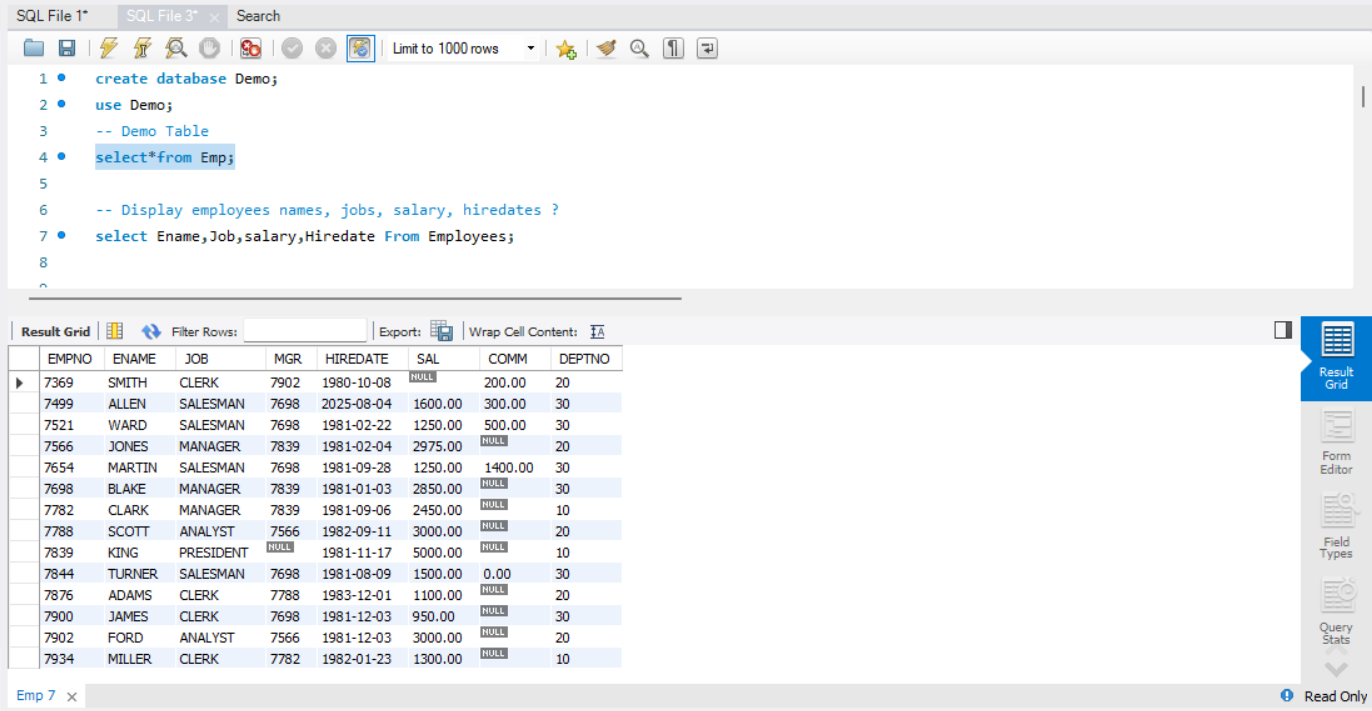 SQL File 1* SQL File 3* × Search
Limit to 1000 rows
1 create database Demo;
2 use Demo;
3 -- Demo Table
4 select*from Emp;
5
6 -- Display employees names, jobs, salary, hiredates ?
7 select Ename,Job,salary,Hiredate From Employees;
8
Result Grid Filter Rows: Export: Wrap Cell Content: IA
EMPNO ENAME JOB MGR HIREDATE SAL COMM DEPTNO
7369 SMITH CLERK 7902 1980-10-08 NULL 200.00 20
7499 ALLEN SALESMAN 7698 2025-08-04 1600.00 300.00 30
7521 WARD SALESMAN 7698 1981-02-22 1250.00 500.00 30
7566 JONES MANAGER 7839 1981-02-04 2975.00 NULL 20
7654 MARTIN SALESMAN 7698 1981-09-28 1250.00 1400.00 30
7698 BLAKE MANAGER 7839 1981-01-03 2850.00 NULL 30
7782 CLARK MANAGER 7839 1981-09-06 2450.00 NULL 10
7788 SCOTT ANALYST 7566 1982-09-11 3000.00 NULL 20
7839 KING PRESIDENT NULL 1981-11-17 5000.00 NULL 10
7844 TURNER SALESMAN 7698 1981-08-09 1500.00 0.00 30
7876 ADAMS CLERK 7788 1983-12-01 1100.00 NULL 20
7900 JAMES CLERK 7698 1981-12-03 950.00 NULL 30
7902 FORD ANALYST 7566 1981-12-03 3000.00 NULL 20
7934 MILLER CLERK 7782 1982-01-23 1300.00 NULL 10
Result
Grid
Form
Editor
Field
Types
Query
Stats
Emp 7 × Read Only